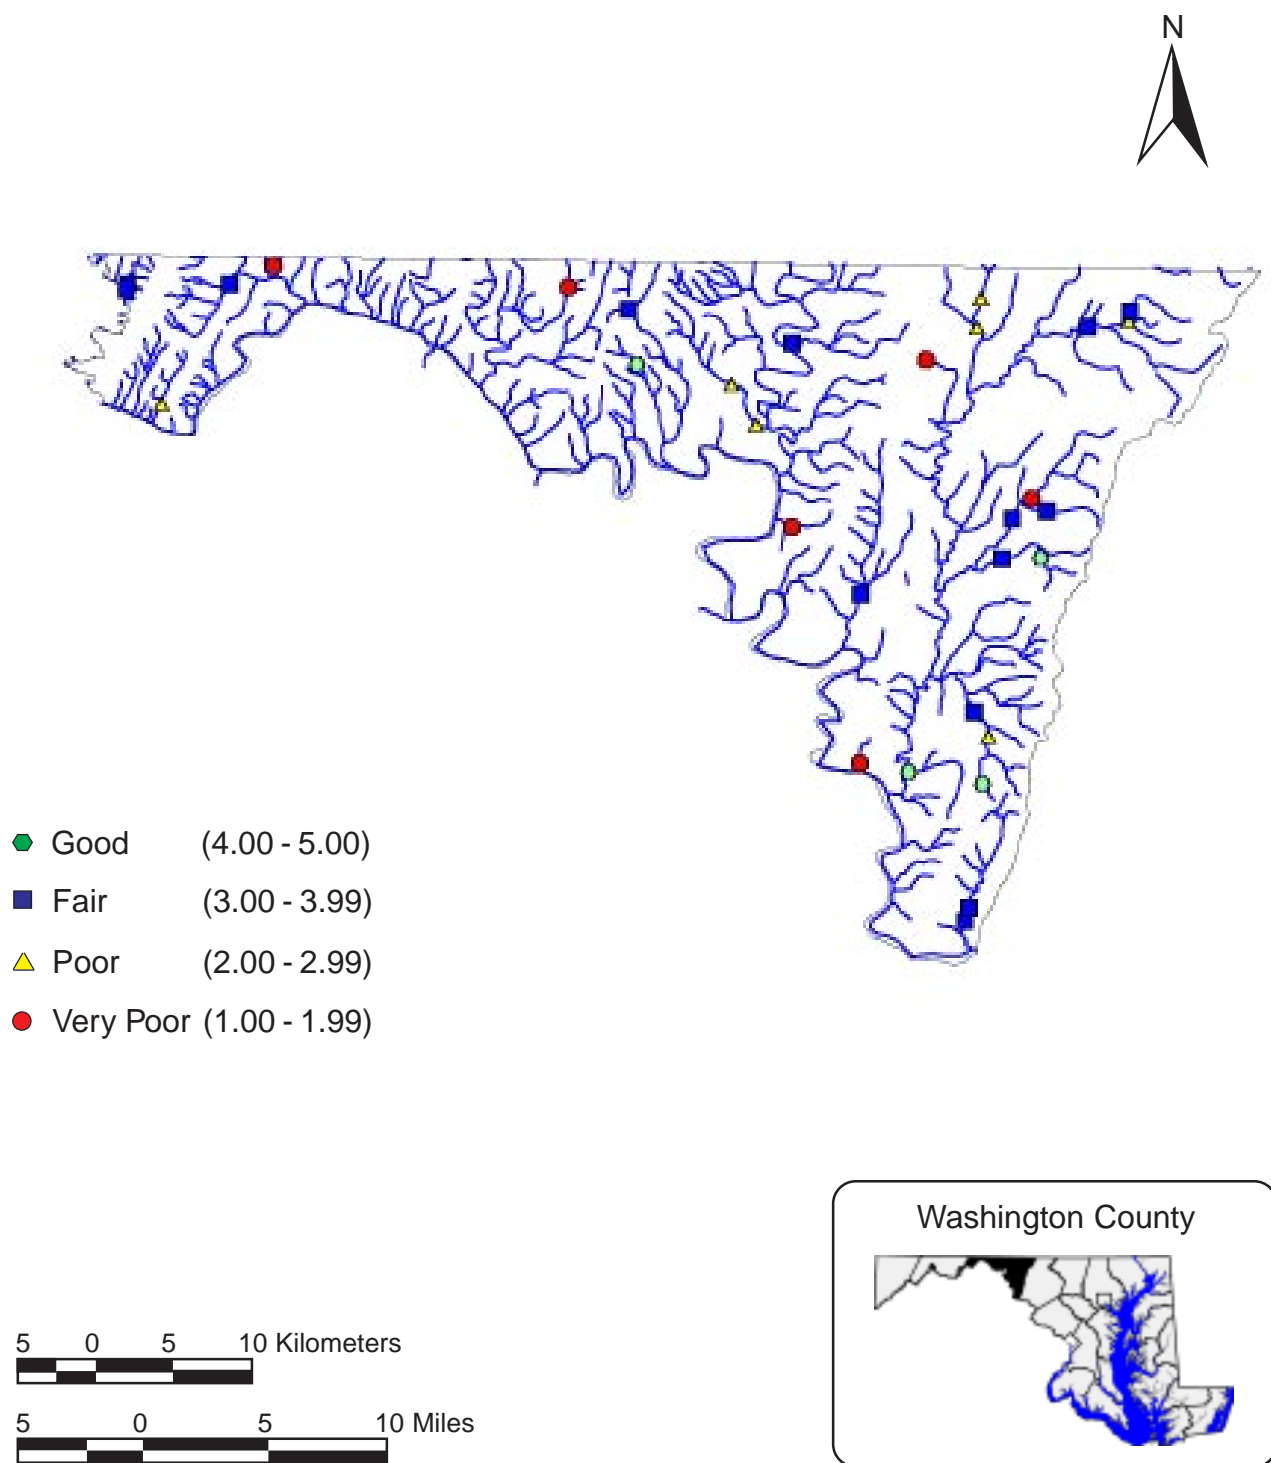 N
Good (4.00 - 5.00)
Fair (3.00 - 3.99)
Poor (2.00 - 2.99)
Very Poor (1.00 - 1.99)
Washington County
5 0 5 10 Kilometers
5 0 5 10 Miles